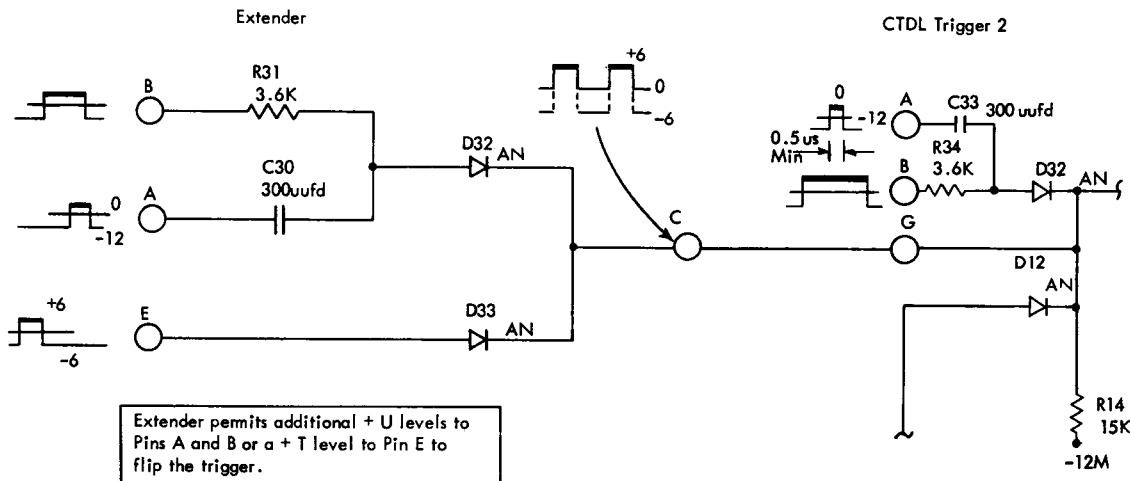 Extender
CTDL Trigger 2
B
R31
3.6K
C30
300uufd
A
0
-12
D32
AN
E
+6
-6
D33
AN
+6
0
-6
C
0
-12
A
C33
300 uufd
0.5us
Min
R34
3.6K
B
D32
AN
G
D12
AN
R14
15K
-12M
Extender permits additional + U levels to
Pins A and B or a + T level to Pin E to
flip the trigger.